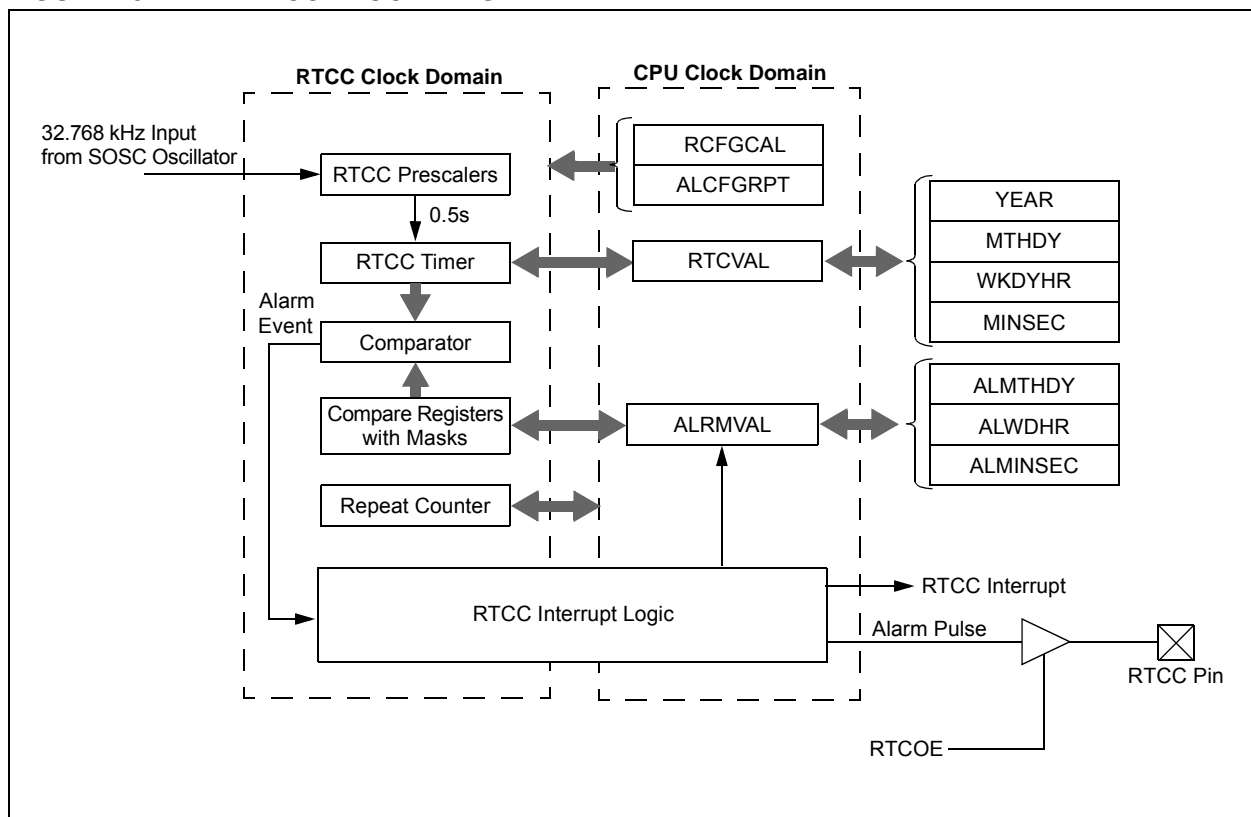 RTCC Clock Domain
CPU Clock Domain
32.768 kHz Input
from SOSC Oscillator
RTCC Prescalers
0.5s
RTCC Timer
Alarm
Event
Comparator
Compare Registers
with Masks
Repeat Counter
RCFGCAL
ALCFGRPT
RTCVAL
ALRMVAL
YEAR
MTHDY
WKDYHR
MINSEC
ALMTHDY
ALWDHR
ALMINSEC
RTCC Interrupt Logic
RTCC Interrupt
Alarm Pulse
RTCC Pin
RTCOE